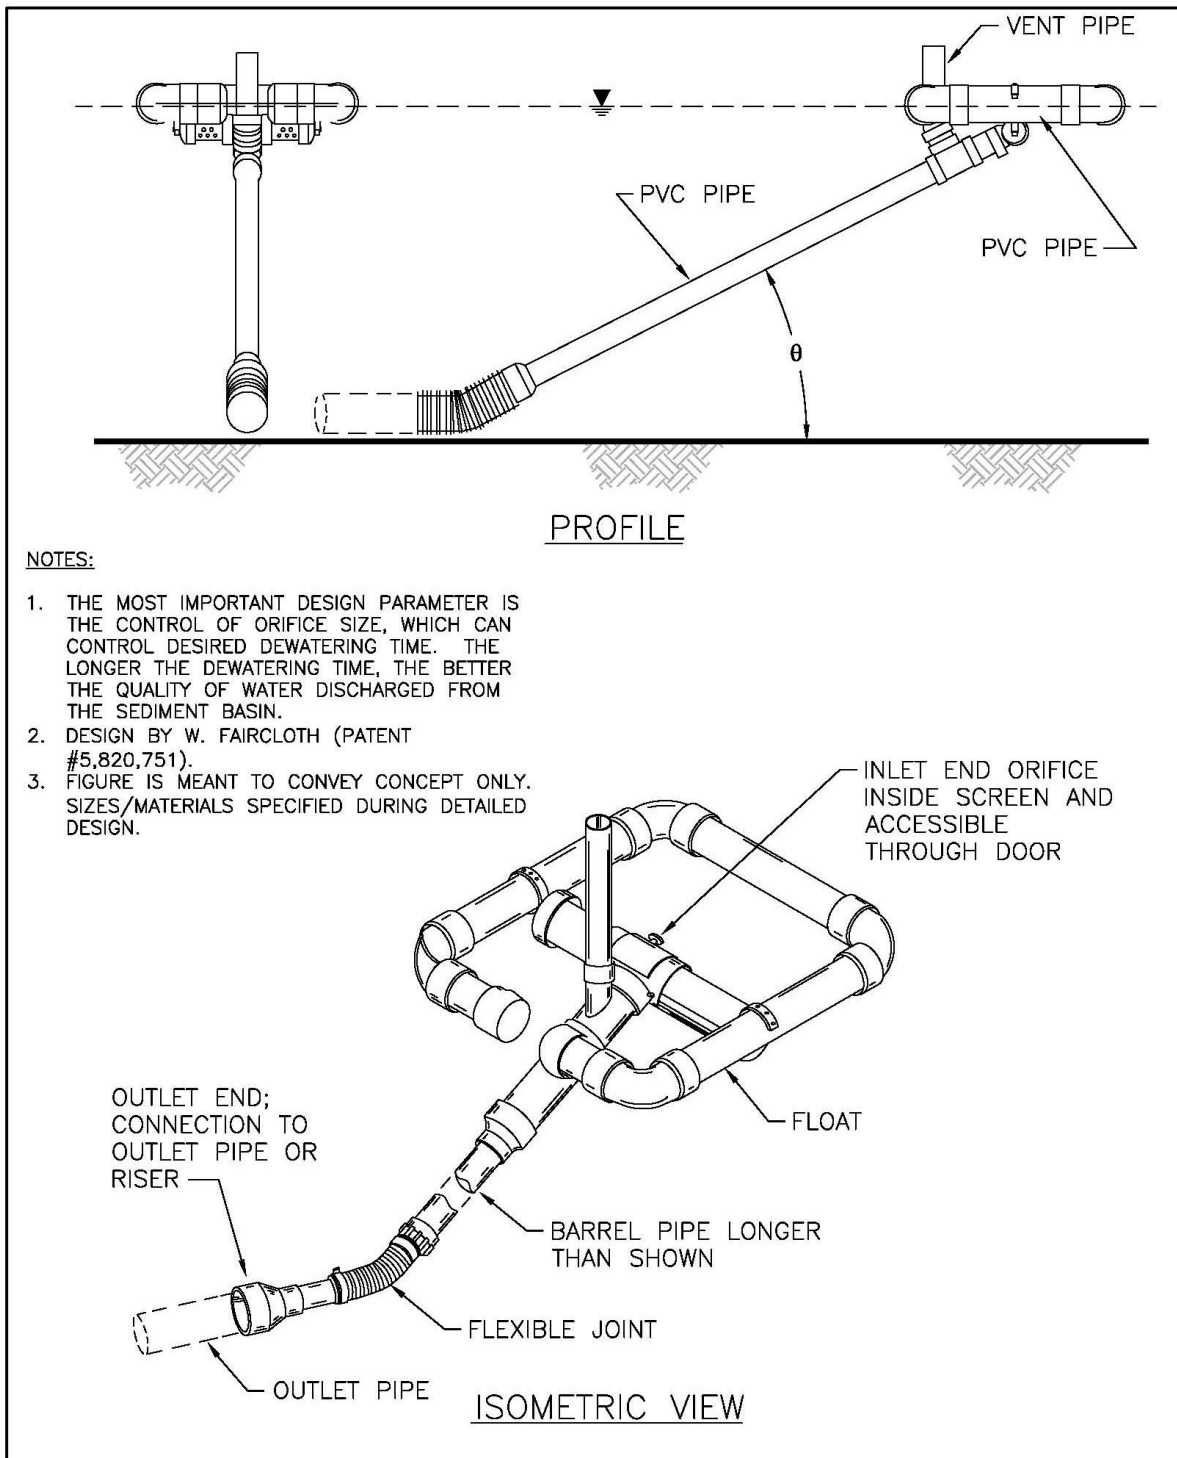 VENT PIPE
PVC PIPE
PVC PIPE
θ
PROFILE
NOTES:
1. THE MOST IMPORTANT DESIGN PARAMETER IS
THE CONTROL OF ORIFICE SIZE, WHICH CAN
CONTROL DESIRED DEWATERING TIME. THE
LONGER THE DEWATERING TIME, THE BETTER
THE QUALITY OF WATER DISCHARGED FROM
THE SEDIMENT BASIN.
2. DESIGN BY W. FAIRCLOTH (PATENT
#5,820,751).
3. FIGURE IS MEANT TO CONVEY CONCEPT ONLY.
SIZES/MATERIALS SPECIFIED DURING DETAILED
DESIGN.
INLET END ORIFICE
INSIDE SCREEN AND
ACCESSIBLE
THROUGH DOOR
FLOAT
OUTLET END;
CONNECTION TO
OUTLET PIPE OR
RISER
BARREL PIPE LONGER
THAN SHOWN
FLEXIBLE JOINT
OUTLET PIPE
ISOMETRIC VIEW